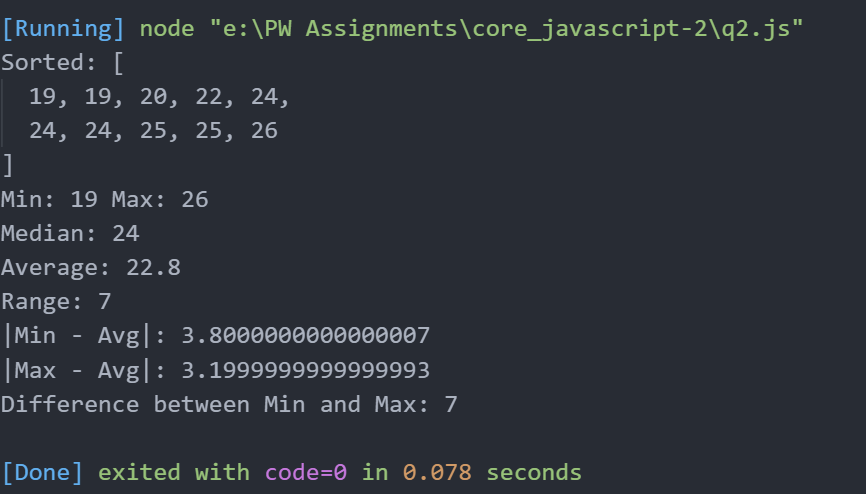 [Running] node "e:\PW Assignments\core_javascript-2\q2.js"
Sorted: [
  19, 19, 20, 22, 24,
  24, 24, 25, 25, 26
]
Min: 19 Max: 26
Median: 24
Average: 22.8
Range: 7
|Min - Avg|: 3.8000000000000007
|Max - Avg|: 3.1999999999999993
Difference between Min and Max: 7

[Done] exited with code=0 in 0.078 seconds